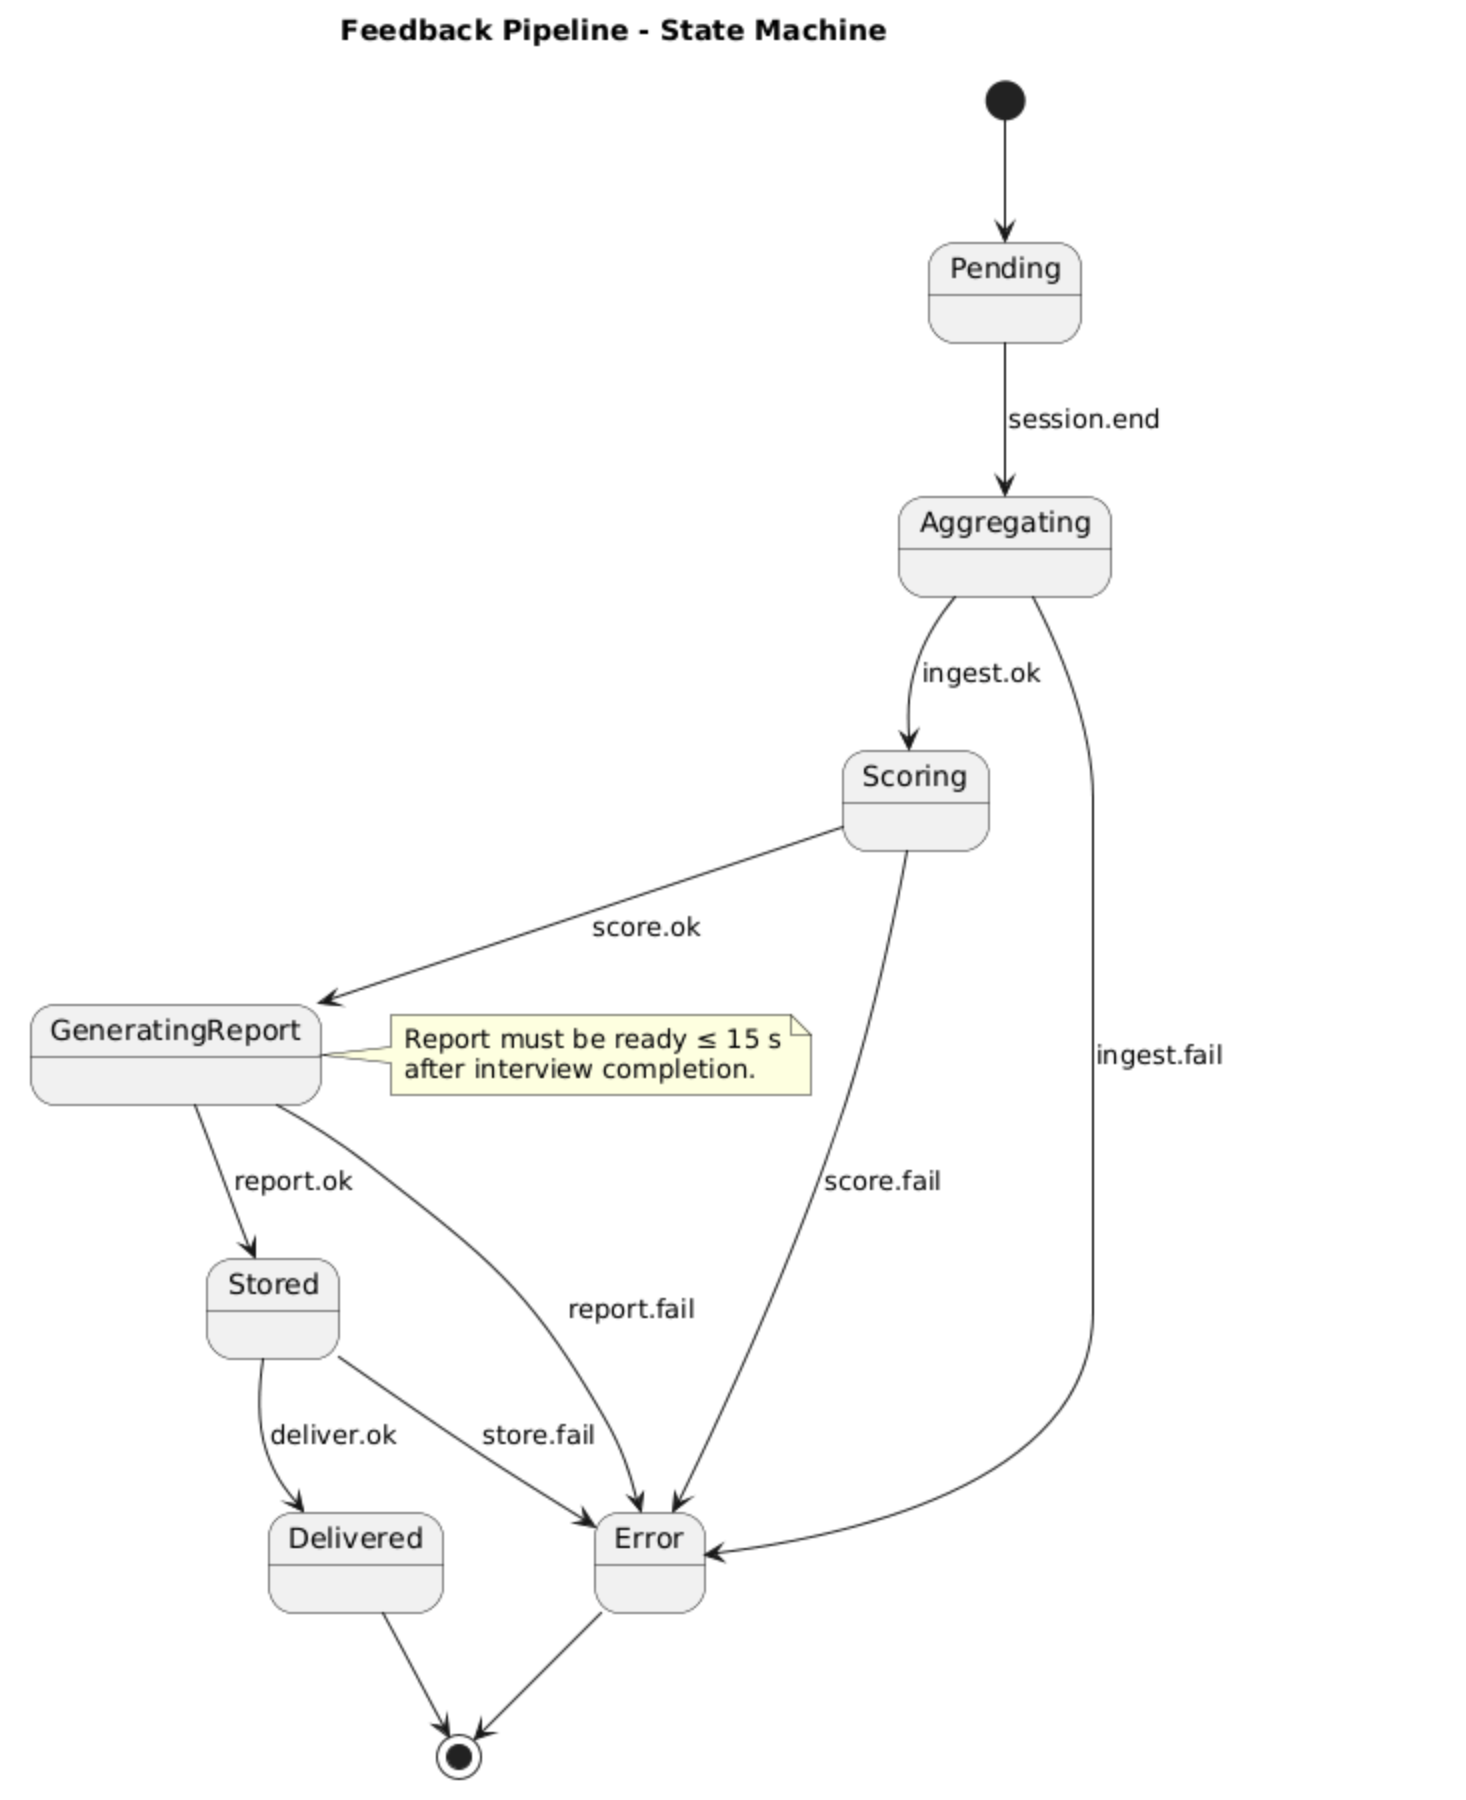 Feedback Pipeline - State Machine
Pending
session.end
Aggregating
ingest.ok
Scoring
score.ok
GeneratingReport
Report must be ready ≤ 15 s
after interview completion.
ingest.fail
report.ok
score.fail
Stored
report.fail
deliver.ok
store.fail
Delivered
Error